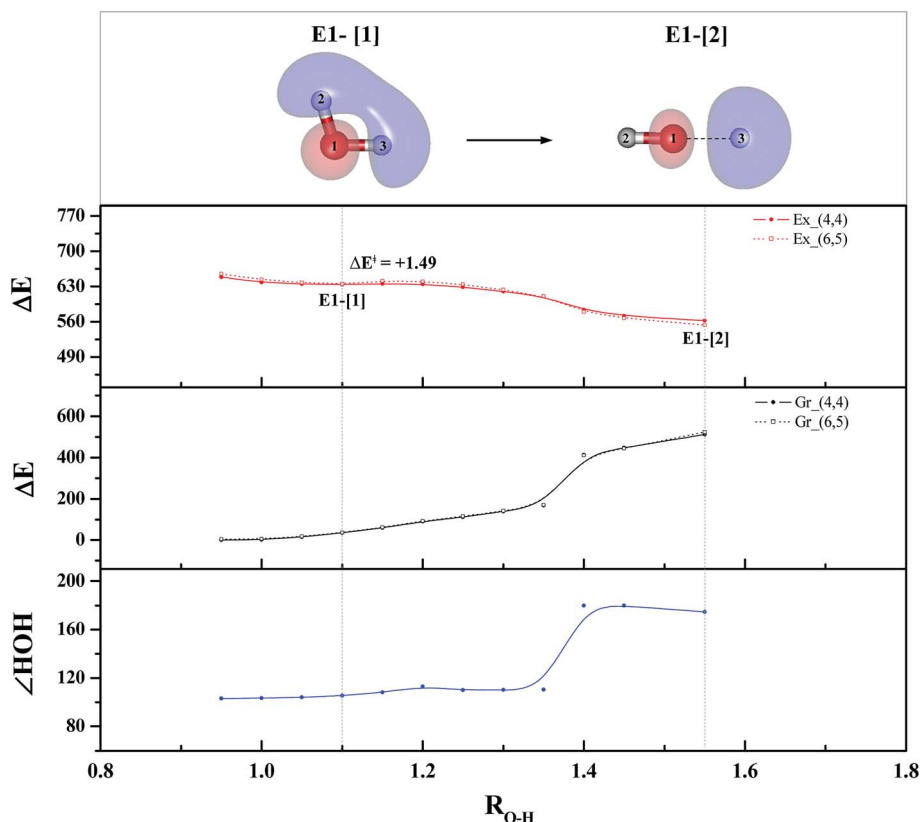 E1- [1] E1-[2]
2
1
3
2
1
3
770
700
630
560
490
ΔE
ΔE‡ = +1.49
E1-[1]
E1-[2]
Ex_(4,4)
Ex_(6,5)
600
400
200
0
ΔE
Gr_(4,4)
Gr_(6,5)
200
160
120
80
∠HOH
0.8 1.0 1.2 1.4 1.6 1.8
R_O-H